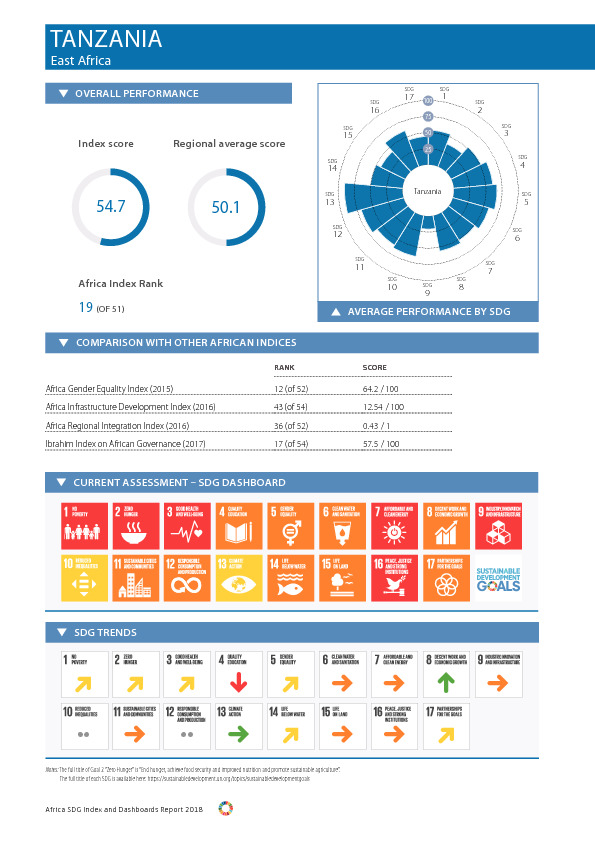 TANZANIA
East Africa
▼ OVERALL PERFORMANCE
Index score
Regional average score
54.7
50.1
Africa Index Rank
19 (OF 51)
SDG 1
SDG 2
SDG 3
SDG 4
SDG 5
SDG 6
SDG 7
SDG 8
SDG 9
SDG 10
SDG 11
SDG 12
SDG 13
SDG 14
SDG 15
SDG 16
SDG 17
100
75
50
25
Tanzania
▲ AVERAGE PERFORMANCE BY SDG
▼ COMPARISON WITH OTHER AFRICAN INDICES
RANK SCORE
Africa Gender Equality Index (2015) 12 (of 52) 64.2 / 100
Africa Infrastructure Development Index (2016) 43 (of 54) 12.54 / 100
Africa Regional Integration Index (2016) 36 (of 52) 0.43 / 1
Ibrahim Index on African Governance (2017) 17 (of 54) 57.5 / 100
▼ CURRENT ASSESSMENT – SDG DASHBOARD
1 NO POVERTY
2 ZERO HUNGER
3 GOOD HEALTH AND WELL-BEING
4 QUALITY EDUCATION
5 GENDER EQUALITY
6 CLEAN WATER AND SANITATION
7 AFFORDABLE AND CLEAN ENERGY
8 DECENT WORK AND ECONOMIC GROWTH
9 INDUSTRY, INNOVATION AND INFRASTRUCTURE
10 REDUCED INEQUALITIES
11 SUSTAINABLE CITIES AND COMMUNITIES
12 RESPONSIBLE CONSUMPTION AND PRODUCTION
13 CLIMATE ACTION
14 LIFE BELOW WATER
15 LIFE ON LAND
16 PEACE, JUSTICE AND STRONG INSTITUTIONS
17 PARTNERSHIPS FOR THE GOALS
SUSTAINABLE DEVELOPMENT GOALS
▼ SDG TRENDS
1 NO POVERTY
2 ZERO HUNGER
3 GOOD HEALTH AND WELL-BEING
4 QUALITY EDUCATION
5 GENDER EQUALITY
6 CLEAN WATER AND SANITATION
7 AFFORDABLE AND CLEAN ENERGY
8 DECENT WORK AND ECONOMIC GROWTH
9 INDUSTRY, INNOVATION AND INFRASTRUCTURE
10 REDUCED INEQUALITIES
11 SUSTAINABLE CITIES AND COMMUNITIES
12 RESPONSIBLE CONSUMPTION AND PRODUCTION
13 CLIMATE ACTION
14 LIFE BELOW WATER
15 LIFE ON LAND
16 PEACE, JUSTICE AND STRONG INSTITUTIONS
17 PARTNERSHIPS FOR THE GOALS
Notes: The full title of Goal 2 "Zero Hunger" is "End hunger, achieve food security and improved nutrition and promote sustainable agriculture".
The full title of each SDG is available here: https://sustainabledevelopment.un.org/topics/sustainabledevelopmentgoals
Africa SDG Index and Dashboards Report 2018